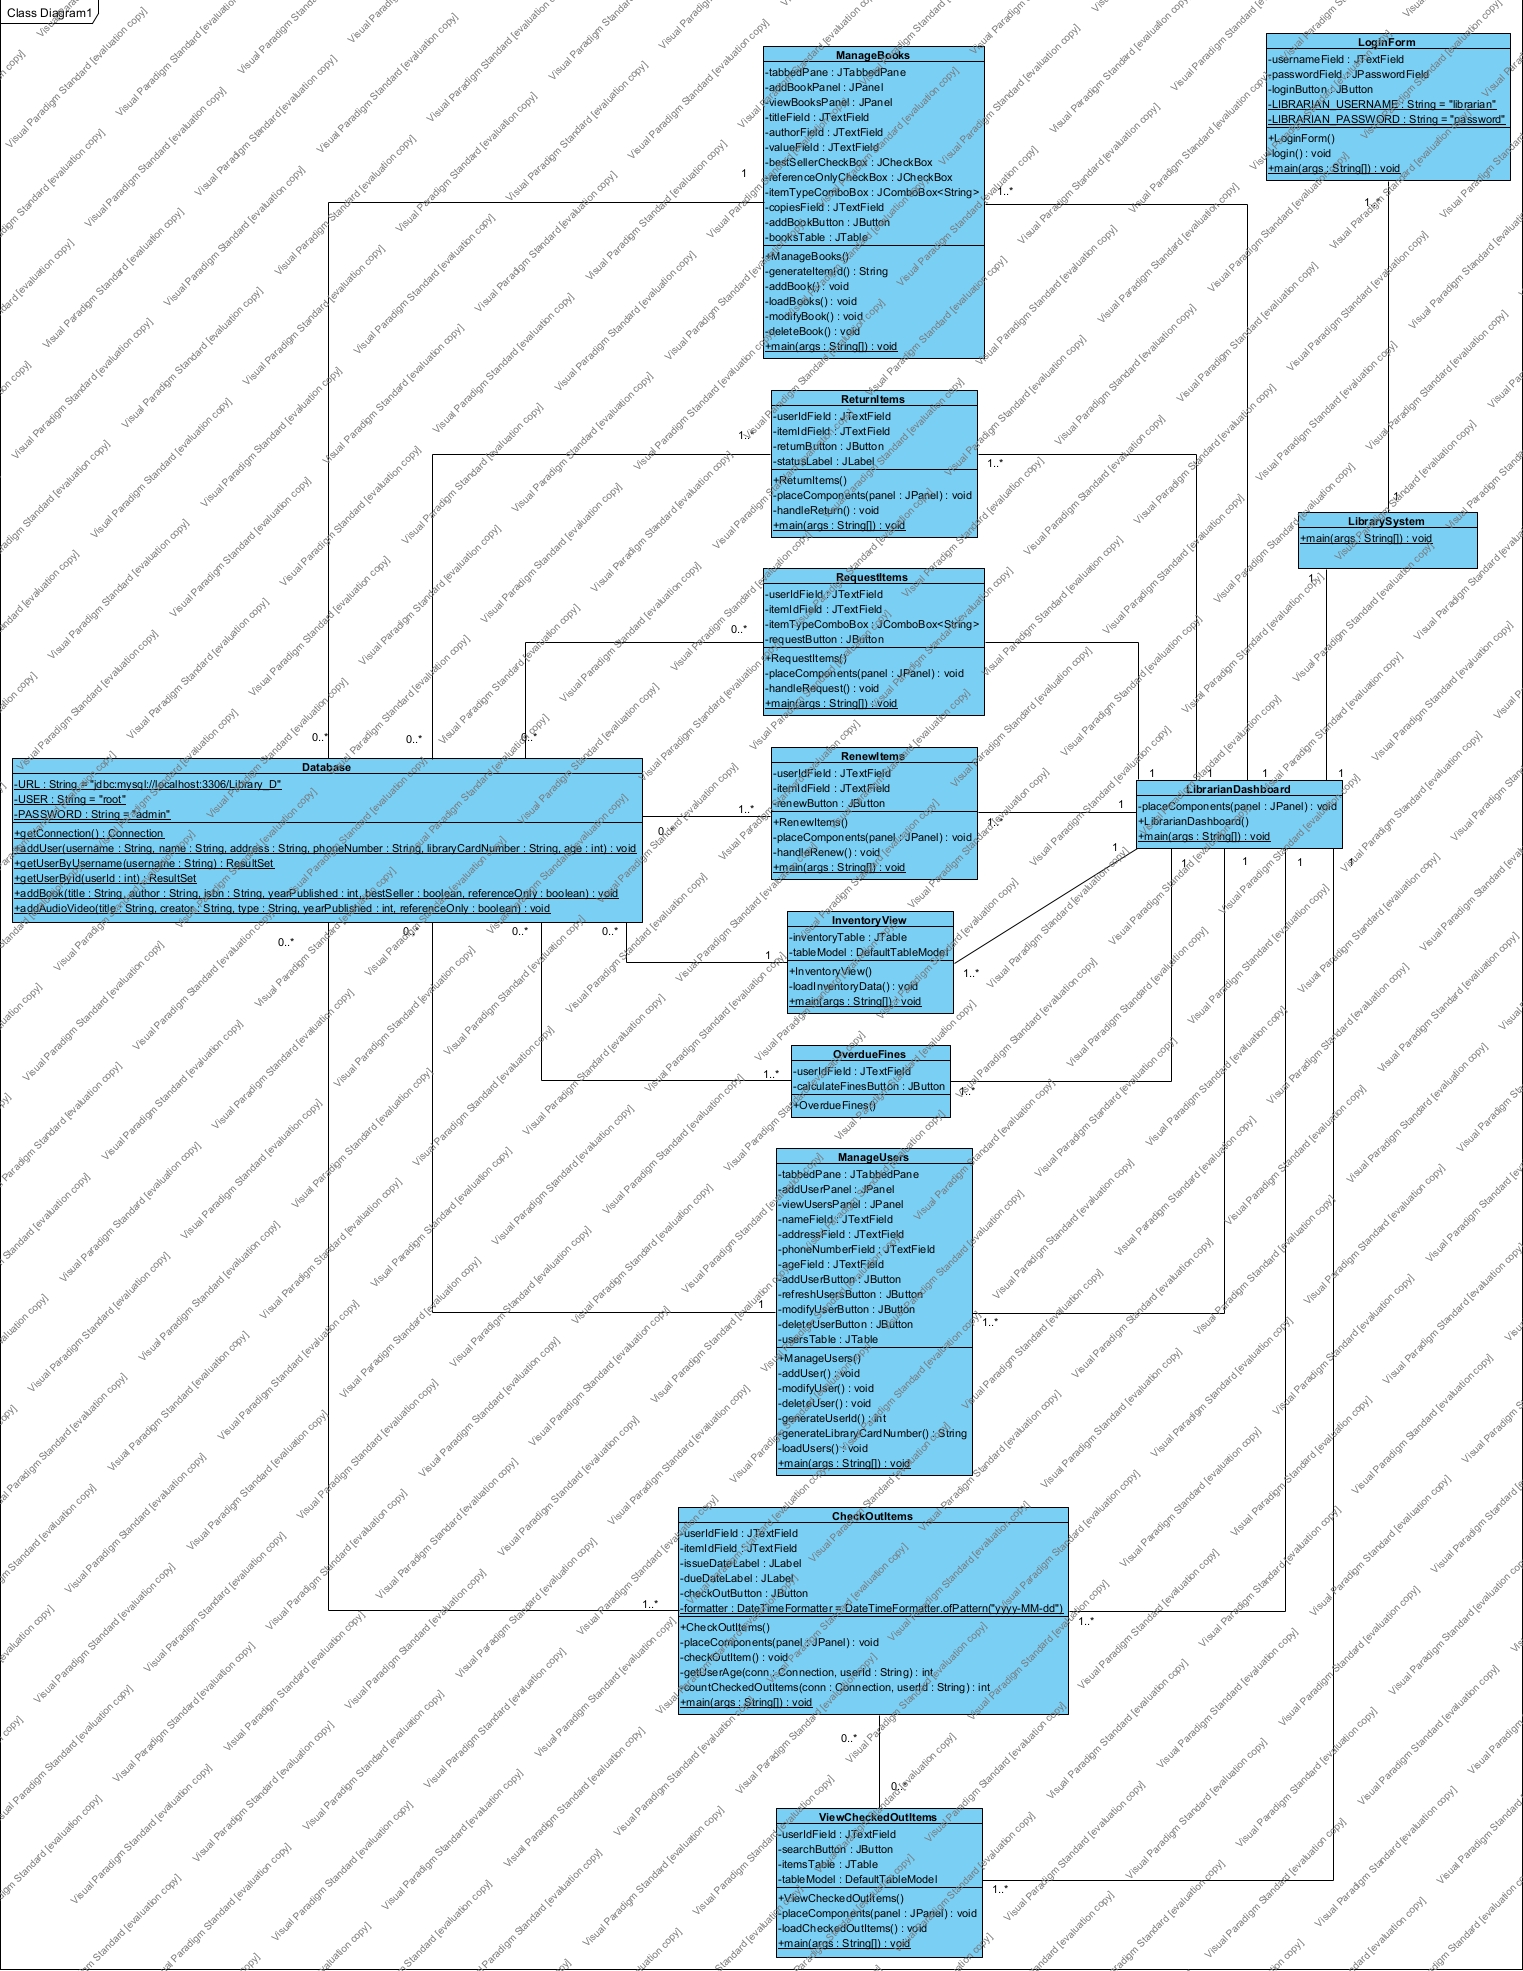 Class Diagram1
ManageBooks
-tabbedPane : JTabbedPane
-addBookPanel : JPanel
-viewBooksPanel : JPanel
-titleField : JTextField
-authorField : JTextField
-valueField : JTextField
-bestSellerCheckBox : JCheckBox
-referenceOnlyCheckBox : JCheckBox
-itemTypeComboBox : JComboBox<String>
-copiesField : JTextField
-addBookButton : JButton
-booksTable : JTable
+ManageBooks()
-generateItemId() : String
-addBook() : void
-loadBooks() : void
-modifyBook() : void
-deleteBook() : void
+main(args : String[]) : void
1
1..*
LoginForm
-usernameField : JTextField
-passwordField : JPasswordField
-loginButton : JButton
-LIBRARIAN_USERNAME : String = "librarian"
-LIBRARIAN_PASSWORD : String = "password"
+LoginForm()
-login() : void
+main(args : String[]) : void
1..*
1
LibrarySystem
+main(args : String[]) : void
1
ReturnItems
-userIdField : JTextField
-itemIdField : JTextField
-returnButton : JButton
-statusLabel : JLabel
+ReturnItems()
-placeComponents(panel : JPanel) : void
-handleReturn() : void
+main(args : String[]) : void
1..*
1..*
RequestItems
-userIdField : JTextField
-itemIdField : JTextField
-itemTypeComboBox : JComboBox<String>
-requestButton : JButton
+RequestItems()
-placeComponents(panel : JPanel) : void
-handleRequest() : void
+main(args : String[]) : void
0..*
0..*
0..*
0..*
Database
-URL : String = "jdbc:mysql://localhost:3306/Library_D"
-USER : String = "root"
-PASSWORD : String = "admin"
+getConnection() : Connection
+addUser(username : String, name : String, address : String, phoneNumber : String, libraryCardNumber : String, age : int) : void
+getUserByUsername(username : String) : ResultSet
+getUserById(userId : int) : ResultSet
+addBook(title : String, author : String, isbn : String, yearPublished : int, bestSeller : boolean, referenceOnly : boolean) : void
+addAudioVideo(title : String, creator : String, type : String, yearPublished : int, referenceOnly : boolean) : void
0..*
0..*
0..*
0..*
0..*
RenewItems
-userIdField : JTextField
-itemIdField : JTextField
-renewButton : JButton
+RenewItems()
-placeComponents(panel : JPanel) : void
-handleRenew() : void
+main(args : String[]) : void
1..*
1..*
1
1
1
1
1
LibrarianDashboard
-placeComponents(panel : JPanel) : void
+LibrarianDashboard()
+main(args : String[]) : void
1
1
1
1
1
InventoryView
-inventoryTable : JTable
-tableModel : DefaultTableModel
+InventoryView()
-loadInventoryData() : void
+main(args : String[]) : void
1
1..*
OverdueFines
-userIdField : JTextField
-calculateFinesButton : JButton
+OverdueFines()
1..*
1..*
ManageUsers
-tabbedPane : JTabbedPane
-addUserPanel : JPanel
-viewUsersPanel : JPanel
-nameField : JTextField
-addressField : JTextField
-phoneNumberField : JTextField
-ageField : JTextField
-addUserButton : JButton
-refreshUsersButton : JButton
-modifyUserButton : JButton
-deleteUserButton : JButton
-usersTable : JTable
+ManageUsers()
-addUser() : void
-modifyUser() : void
-deleteUser() : void
-generateUserId() : int
-generateLibraryCardNumber() : String
-loadUsers() : void
+main(args : String[]) : void
1
1..*
CheckOutItems
-userIdField : JTextField
-itemIdField : JTextField
-issueDateLabel : JLabel
-dueDateLabel : JLabel
-checkOutButton : JButton
-formatter : DateTimeFormatter = DateTimeFormatter.ofPattern("yyyy-MM-dd")
+CheckOutItems()
-placeComponents(panel : JPanel) : void
-checkOutItem() : void
-getUserAge(conn : Connection, userId : String) : int
-countCheckedOutItems(conn : Connection, userId : String) : int
+main(args : String[]) : void
1..*
1..*
0..*
0..*
ViewCheckedOutItems
-userIdField : JTextField
-searchButton : JButton
-itemsTable : JTable
-tableModel : DefaultTableModel
+ViewCheckedOutItems()
-placeComponents(panel : JPanel) : void
-loadCheckedOutItems() : void
+main(args : String[]) : void
1..*
Visual Paradigm Standard [evaluation copy]